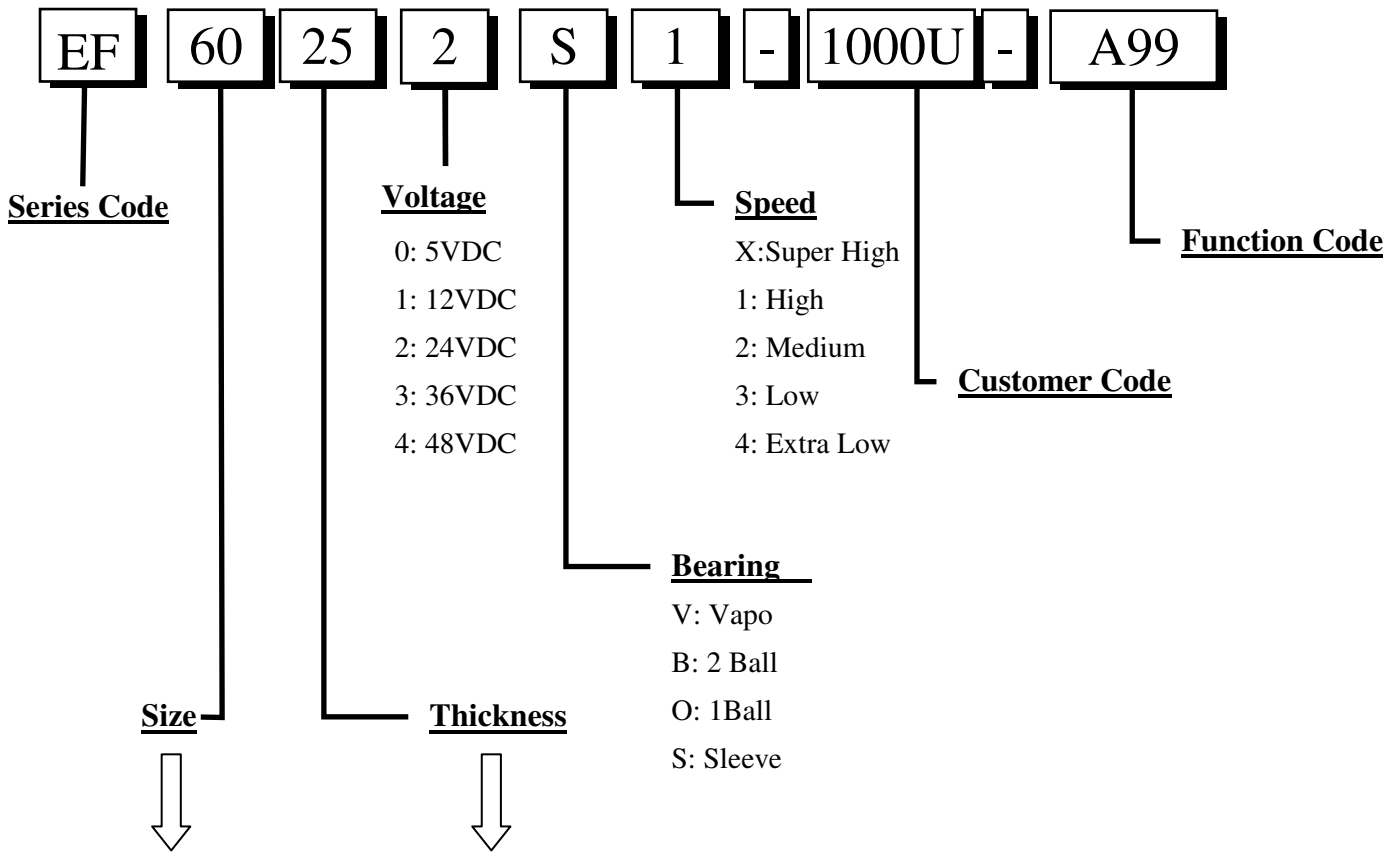 EF 60 25 2 S 1 - 1000U - A99
Series Code
Voltage
0: 5VDC
1: 12VDC
2: 24VDC
3: 36VDC
4: 48VDC
Speed
X:Super High
1: High
2: Medium
3: Low
4: Extra Low
Function Code
Customer Code
Bearing
V: Vapo
B: 2 Ball
O: 1Ball
S: Sleeve
Size
Thickness